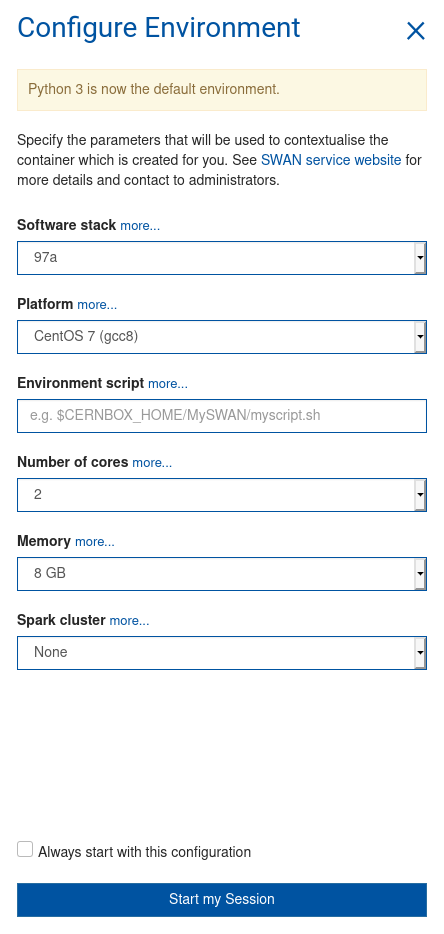 Configure Environment
Python 3 is now the default environment.
Specify the parameters that will be used to contextualise the
container which is created for you. See SWAN service website for
more details and contact to administrators.
Software stack more...
97a
Platform more...
CentOS 7 (gcc8)
Environment script more...
e.g. $CERNBOX_HOME/MySWAN/myscript.sh
Number of cores more...
2
Memory more...
8 GB
Spark cluster more...
None
Always start with this configuration
Start my Session